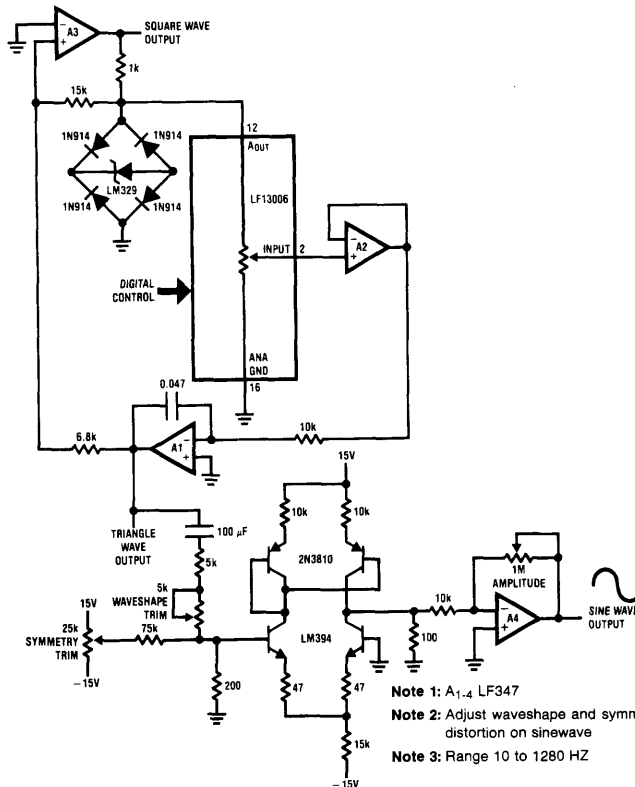 A3
SQUARE WAVE
OUTPUT
1k
15k
1N914
1N914
LM329
1N914
1N914
12
AOUT
LF13006
INPUT
2
A2
DIGITAL
CONTROL
ANA
GND
16
0.047
6.8k
A1
10k
15V
TRIANGLE
WAVE
OUTPUT
100 µF
5k
5k
WAVESHAPE
TRIM
10k
10k
2N3810
1M
AMPLITUDE
10k
A4
SINE WAVE
OUTPUT
15V
25k
SYMMETRY
TRIM
-15V
75k
200
LM394
100
47
47
15k
-15V
Note 1: A1-4 LF347
Note 2: Adjust waveshape and symm
distortion on sinewave
Note 3: Range 10 to 1280 HZ